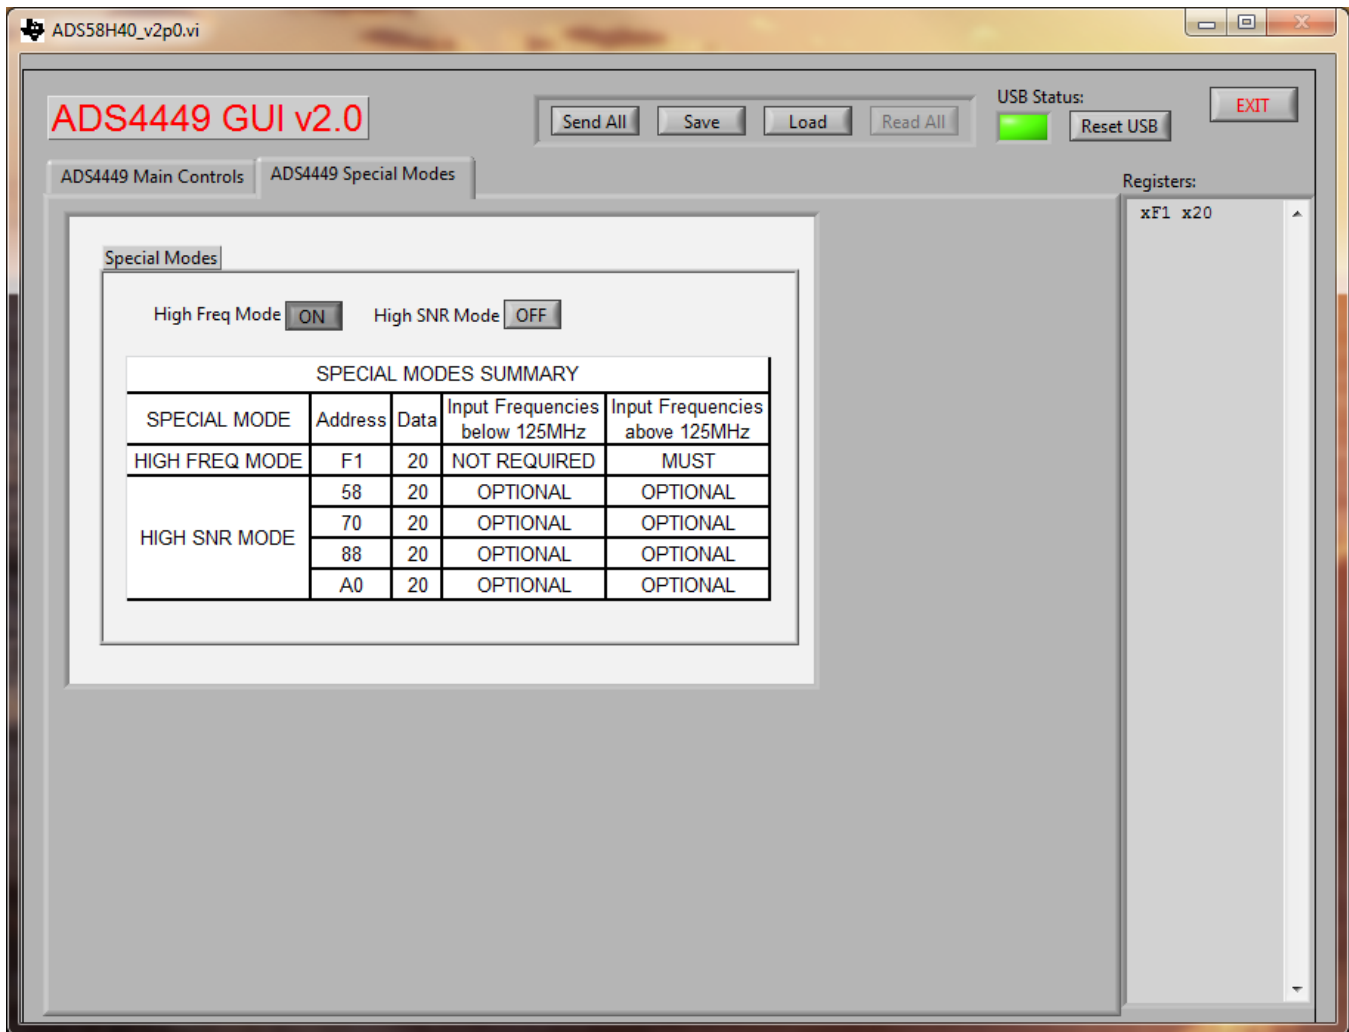 ADS58H40_v2p0.vi
ADS4449 GUI v2.0
Send All Save Load Read All
USB Status:
Reset USB
EXIT
ADS4449 Main Controls ADS4449 Special Modes
Registers:
xF1 x20
Special Modes
High Freq Mode ON High SNR Mode OFF
SPECIAL MODES SUMMARY
SPECIAL MODE Address Data Input Frequencies below 125MHz Input Frequencies above 125MHz
HIGH FREQ MODE F1 20 NOT REQUIRED MUST
HIGH SNR MODE
58 20 OPTIONAL OPTIONAL
70 20 OPTIONAL OPTIONAL
88 20 OPTIONAL OPTIONAL
A0 20 OPTIONAL OPTIONAL